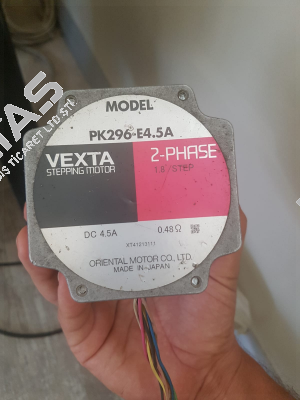 MODEL
PK296-E4.5A
VEXTA
STEPPING MOTOR
2-PHASE
1.8°/STEP
DC 4.5A
0.48Ω
ORIENTAL MOTOR CO., LTD.
MADE IN JAPAN